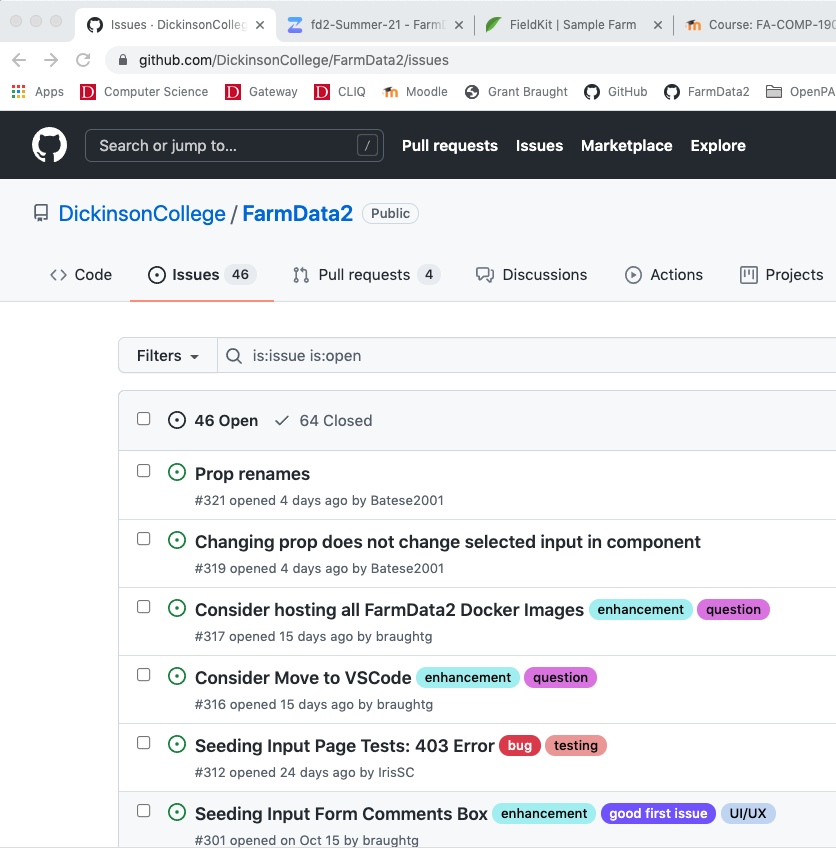 Issues · DickinsonColleg
fd2-Summer-21 - FarmD
FieldKit | Sample Farm
Course: FA-COMP-190
github.com/DickinsonCollege/FarmData2/issues
Apps Computer Science Gateway CLIQ Moodle Grant Braught GitHub FarmData2 OpenPA
Search or jump to... / Pull requests Issues Marketplace Explore
DickinsonCollege / FarmData2 Public
Code Issues 46 Pull requests 4 Discussions Actions Projects
Filters is:issue is:open
46 Open 64 Closed
Prop renames
#321 opened 4 days ago by Batese2001
Changing prop does not change selected input in component
#319 opened 4 days ago by Batese2001
Consider hosting all FarmData2 Docker Images enhancement question
#317 opened 15 days ago by braughtg
Consider Move to VSCode enhancement question
#316 opened 15 days ago by braughtg
Seeding Input Page Tests: 403 Error bug testing
#312 opened 24 days ago by IrisSC
Seeding Input Form Comments Box enhancement good first issue UI/UX
#301 opened on Oct 15 by braughtg